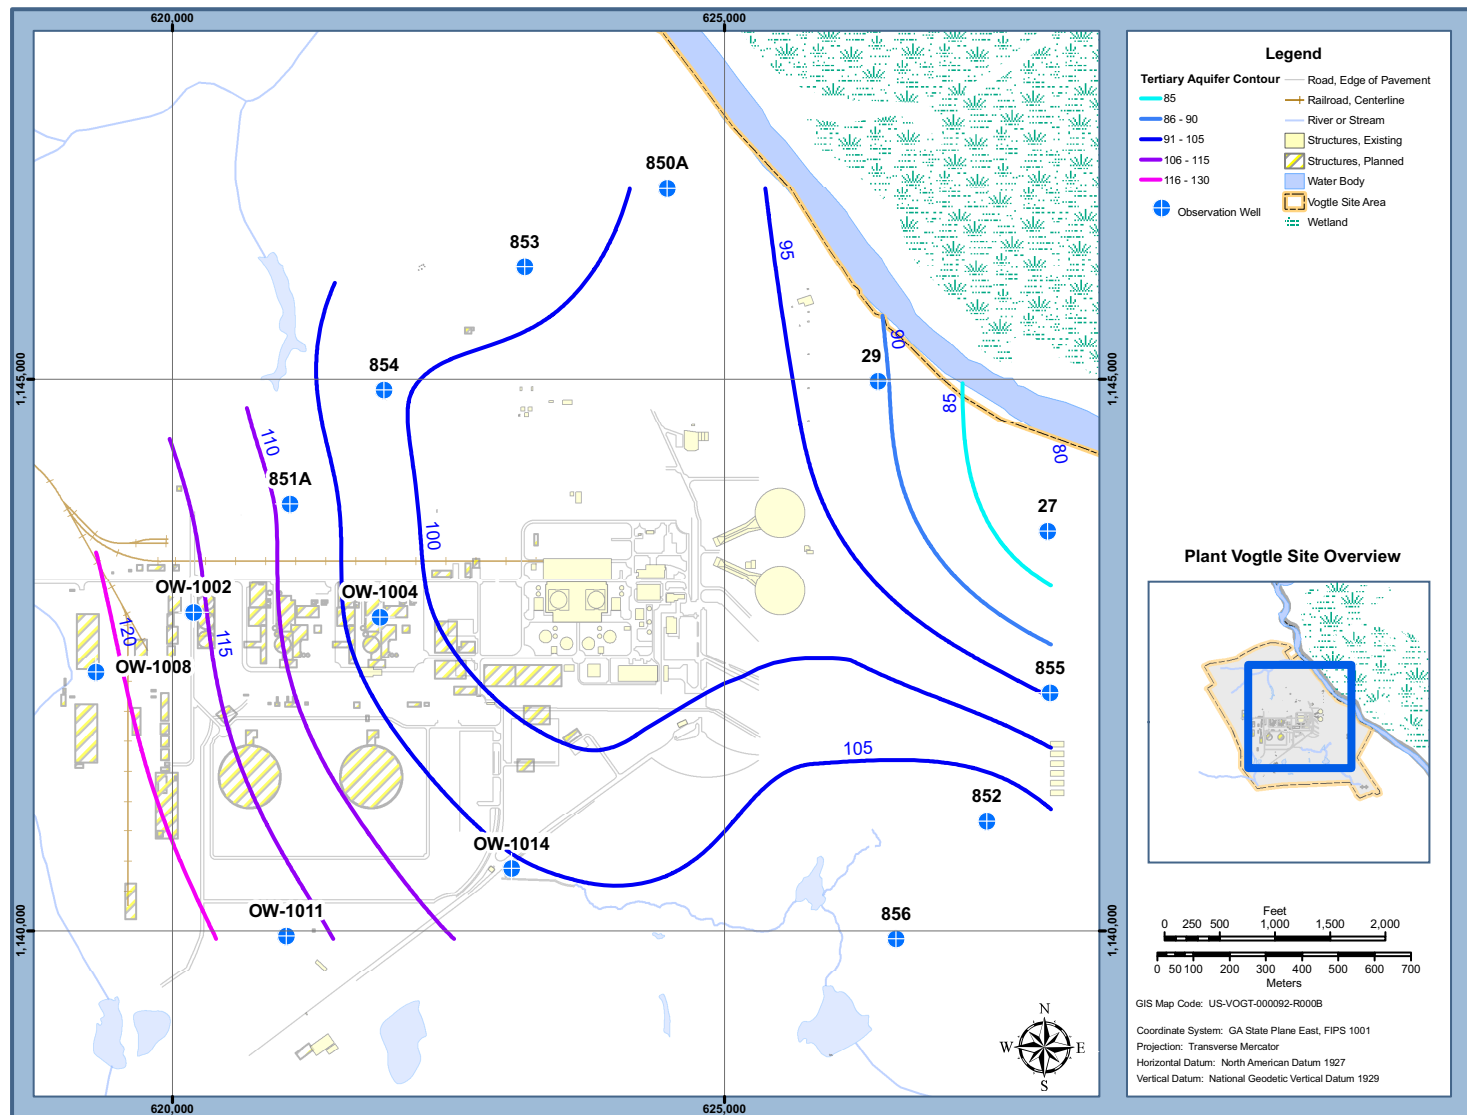 620,000
625,000
850A
853
95
90
29
854
85
1,145,000
1,145,000
110
80
851A
27
100
OW-1002
OW-1004
120
115
OW-1008
855
105
852
OW-1014
OW-1011
856
1,140,000
1,140,000
N
W
E
S
620,000
625,000
Legend
Tertiary Aquifer Contour
85
86 - 90
91 - 105
106 - 115
116 - 130
Observation Well
Road, Edge of Pavement
Railroad, Centerline
River or Stream
Structures, Existing
Structures, Planned
Water Body
Vogtle Site Area
Wetland
Plant Vogtle Site Overview
Feet
0 250 500 1,000 1,500 2,000
0 50 100 200 300 400 500 600 700
Meters
GIS Map Code: US-VOGT-000092-R000B
Coordinate System: GA State Plane East, FIPS 1001
Projection: Transverse Mercator
Horizontal Datum: North American Datum 1927
Vertical Datum: National Geodetic Vertical Datum 1929